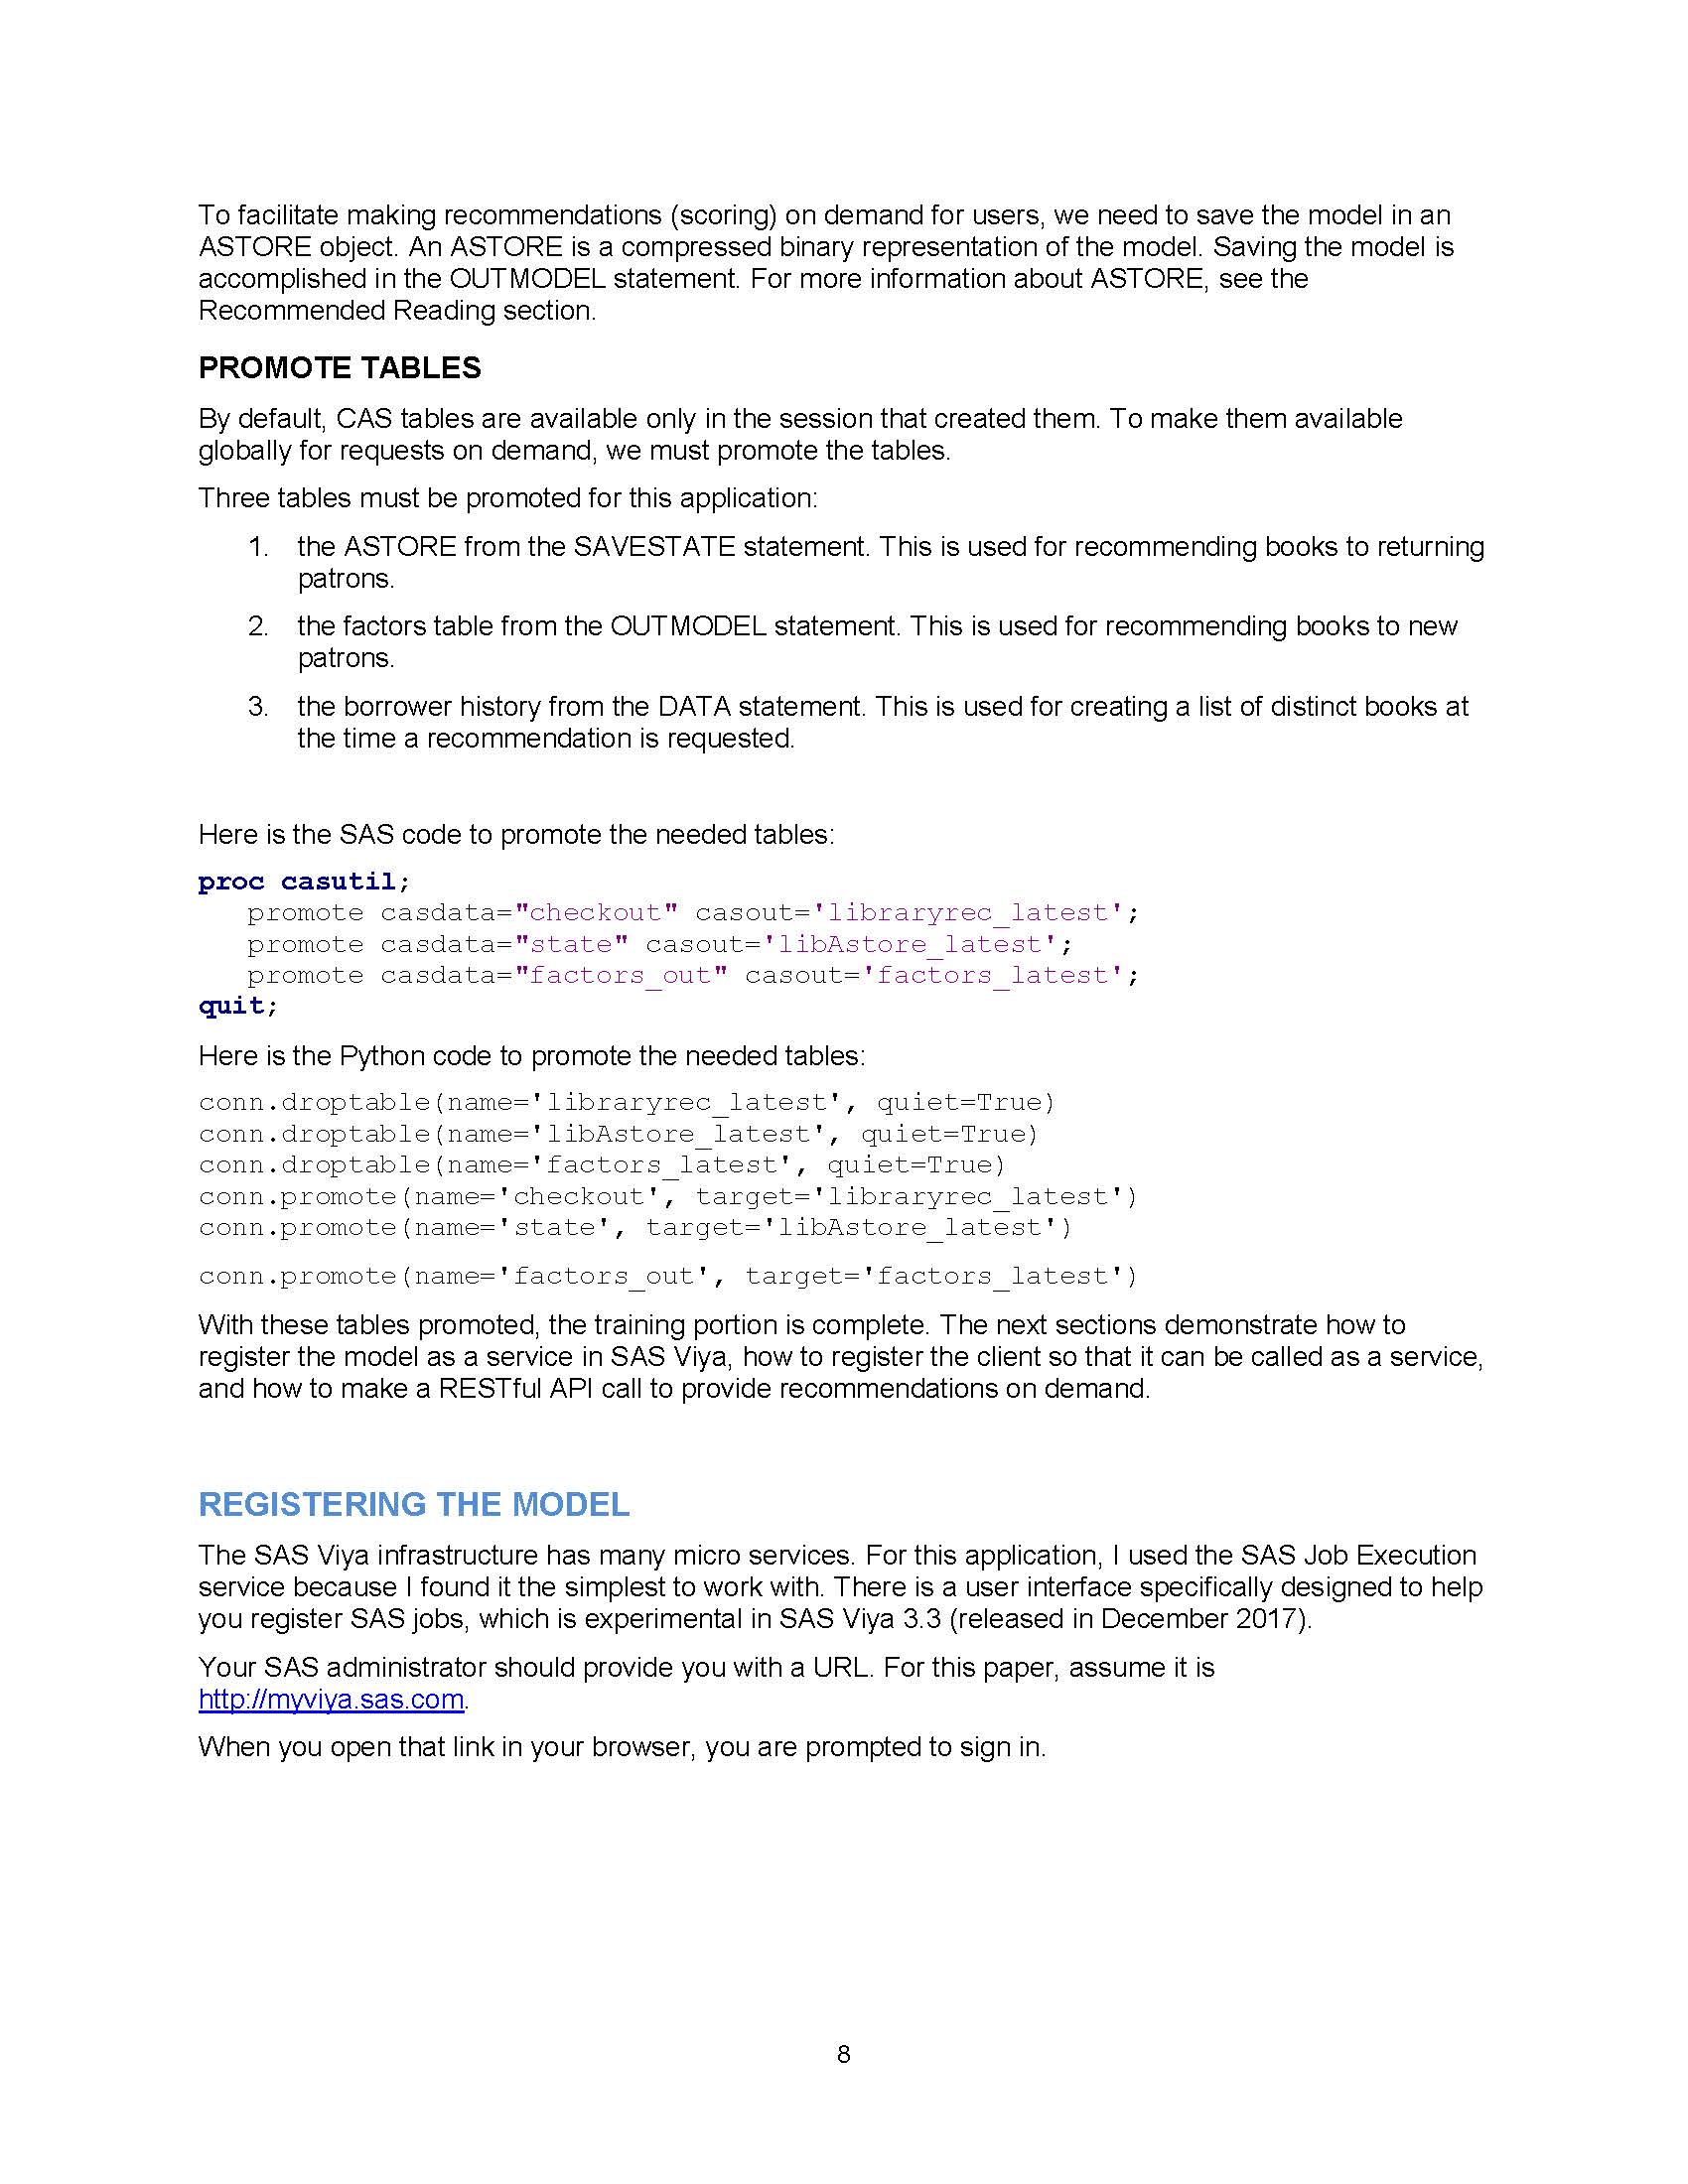 To facilitate making recommendations (scoring) on demand for users, we need to save the model in an
ASTORE object. An ASTORE is a compressed binary representation of the model. Saving the model is
accomplished in the OUTMODEL statement. For more information about ASTORE, see the
Recommended Reading section.
PROMOTE TABLES
By default, CAS tables are available only in the session that created them. To make them available
globally for requests on demand, we must promote the tables.
Three tables must be promoted for this application:
1. the ASTORE from the SAVESTATE statement. This is used for recommending books to returning
patrons.
2. the factors table from the OUTMODEL statement. This is used for recommending books to new
patrons.
3. the borrower history from the DATA statement. This is used for creating a list of distinct books at
the time a recommendation is requested.
Here is the SAS code to promote the needed tables:
proc casutil;
promote casdata="checkout" casout='libraryrec_latest';
promote casdata="state" casout='libAstore_latest';
promote casdata="factors_out" casout='factors_latest';
quit;
Here is the Python code to promote the needed tables:
conn.droptable(name='libraryrec_latest', quiet=True)
conn.droptable(name='libAstore_latest', quiet=True)
conn.droptable(name='factors_latest', quiet=True)
conn.promote(name='checkout', target='libraryrec_latest')
conn.promote(name='state', target='libAstore_latest')
conn.promote(name='factors_out', target='factors_latest')
With these tables promoted, the training portion is complete. The next sections demonstrate how to
register the model as a service in SAS Viya, how to register the client so that it can be called as a service,
and how to make a RESTful API call to provide recommendations on demand.
REGISTERING THE MODEL
The SAS Viya infrastructure has many micro services. For this application, I used the SAS Job Execution
service because I found it the simplest to work with. There is a user interface specifically designed to help
you register SAS jobs, which is experimental in SAS Viya 3.3 (released in December 2017).
Your SAS administrator should provide you with a URL. For this paper, assume it is
http://myviya.sas.com.
When you open that link in your browser, you are prompted to sign in.
8